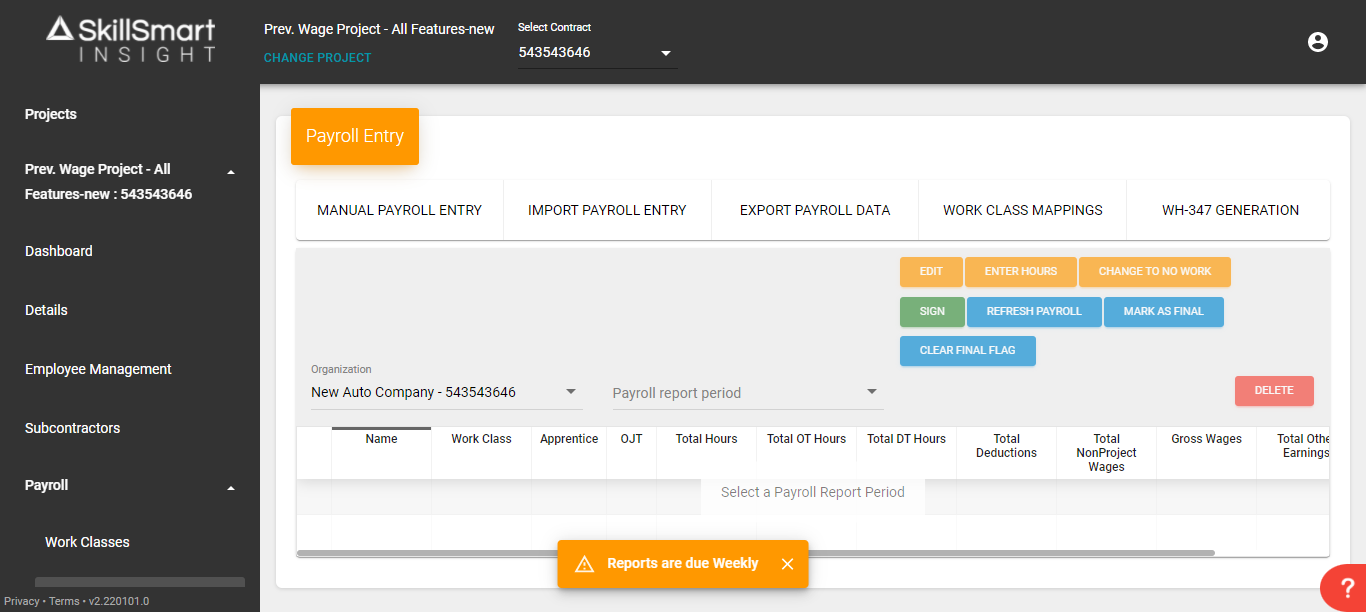 SkillSmart
INSIGHT
Prev. Wage Project - All Features-new
CHANGE PROJECT
Select Contract
543543646
Projects
Prev. Wage Project - All
Features-new : 543543646
Dashboard
Details
Employee Management
Subcontractors
Payroll
Work Classes
Privacy • Terms • v2.220101.0
Payroll Entry
MANUAL PAYROLL ENTRY
IMPORT PAYROLL ENTRY
EXPORT PAYROLL DATA
WORK CLASS MAPPINGS
WH-347 GENERATION
EDIT
ENTER HOURS
CHANGE TO NO WORK
SIGN
REFRESH PAYROLL
MARK AS FINAL
CLEAR FINAL FLAG
Organization
New Auto Company - 543543646
Payroll report period
DELETE
Name
Work Class
Apprentice
OJT
Total Hours
Total OT Hours
Total DT Hours
Total
Deductions
Total
NonProject
Wages
Gross Wages
Total Othe
Earnings
Select a Payroll Report Period
Reports are due Weekly
?